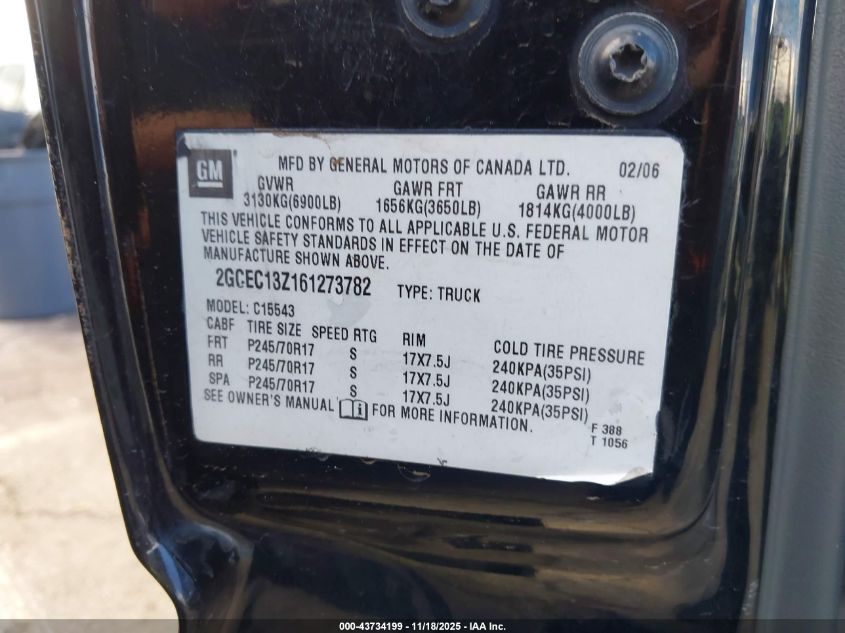 GM
MFD BY GENERAL MOTORS OF CANADA LTD. 02/06
GVWR GAWR FRT GAWR RR
3130KG(6900LB) 1656KG(3650LB) 1814KG(4000LB)
THIS VEHICLE CONFORMS TO ALL APPLICABLE U.S. FEDERAL MOTOR
VEHICLE SAFETY STANDARDS IN EFFECT ON THE DATE OF
MANUFACTURE SHOWN ABOVE.
2GCEC13Z161273782 TYPE: TRUCK
MODEL: C15543
CABF TIRE SIZE SPEED RTG RIM COLD TIRE PRESSURE
FRT P245/70R17 S 17X7.5J 240KPA(35PSI)
RR P245/70R17 S 17X7.5J 240KPA(35PSI)
SPA P245/70R17 S 17X7.5J 240KPA(35PSI)
SEE OWNER'S MANUAL FOR MORE INFORMATION.
F 388
T 1056
000-43734199 — 11/18/2025 — IAA Inc.